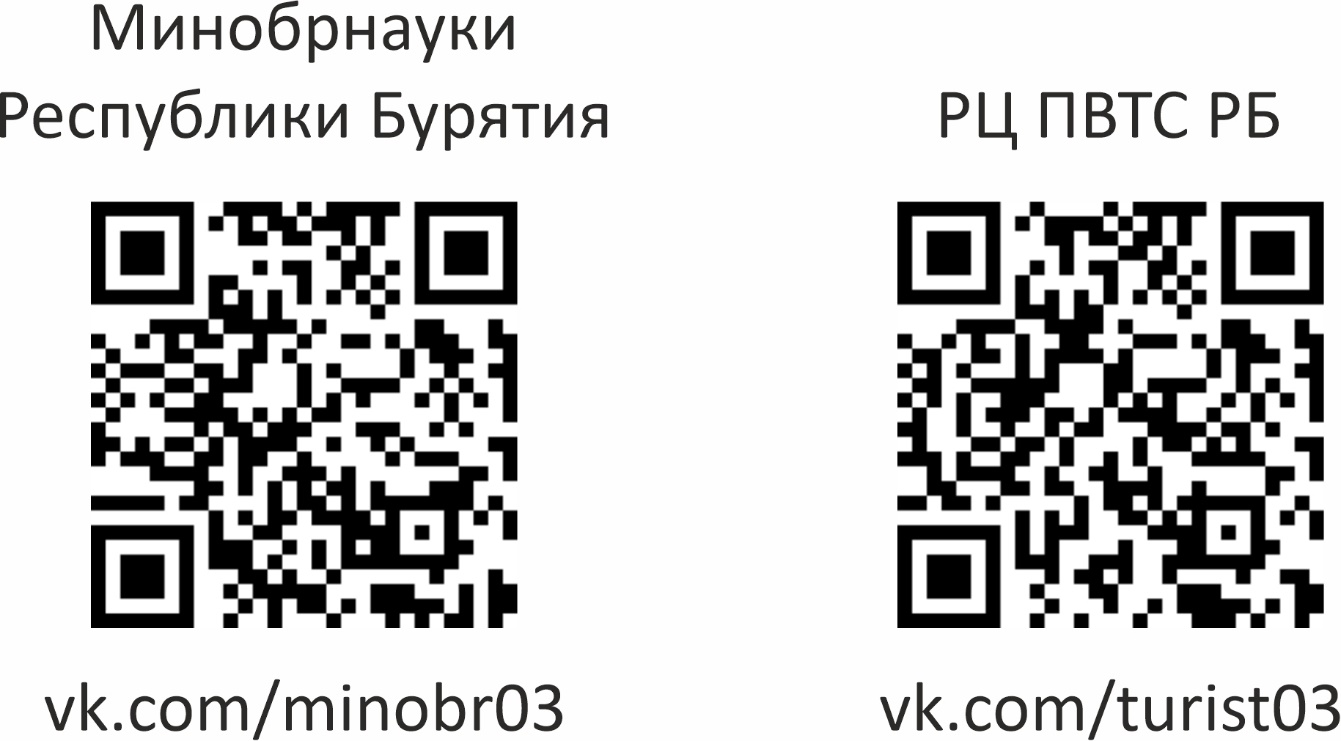 Минобрнауки
Республики Бурятия
vk.com/minobr03
РЦ ПВТС РБ
vk.com/turist03